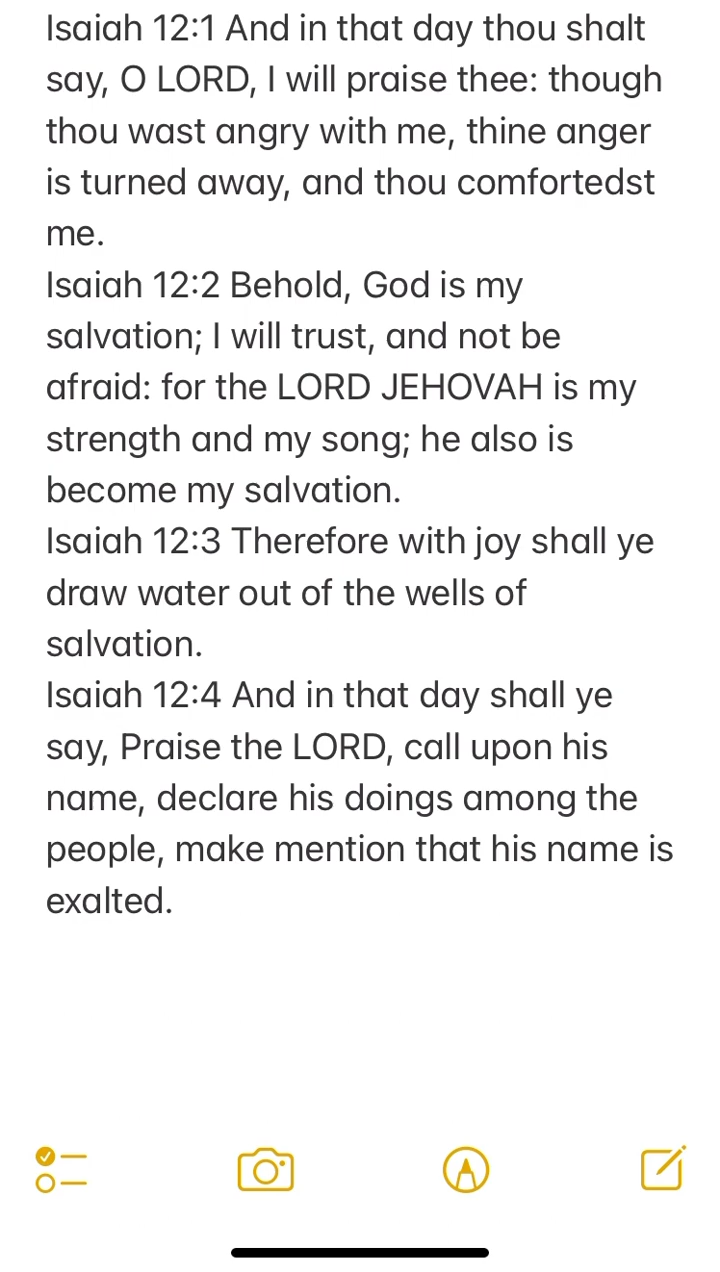 Isaiah 12:1 And in that day thou shalt
say, O LORD, I will praise thee: though
thou wast angry with me, thine anger
is turned away, and thou comfortedst
me.
Isaiah 12:2 Behold, God is my
salvation; I will trust, and not be
afraid: for the LORD JEHOVAH is my
strength and my song; he also is
become my salvation.
Isaiah 12:3 Therefore with joy shall ye
draw water out of the wells of
salvation.
Isaiah 12:4 And in that day shall ye
say, Praise the LORD, call upon his
name, declare his doings among the
people, make mention that his name is
exalted.